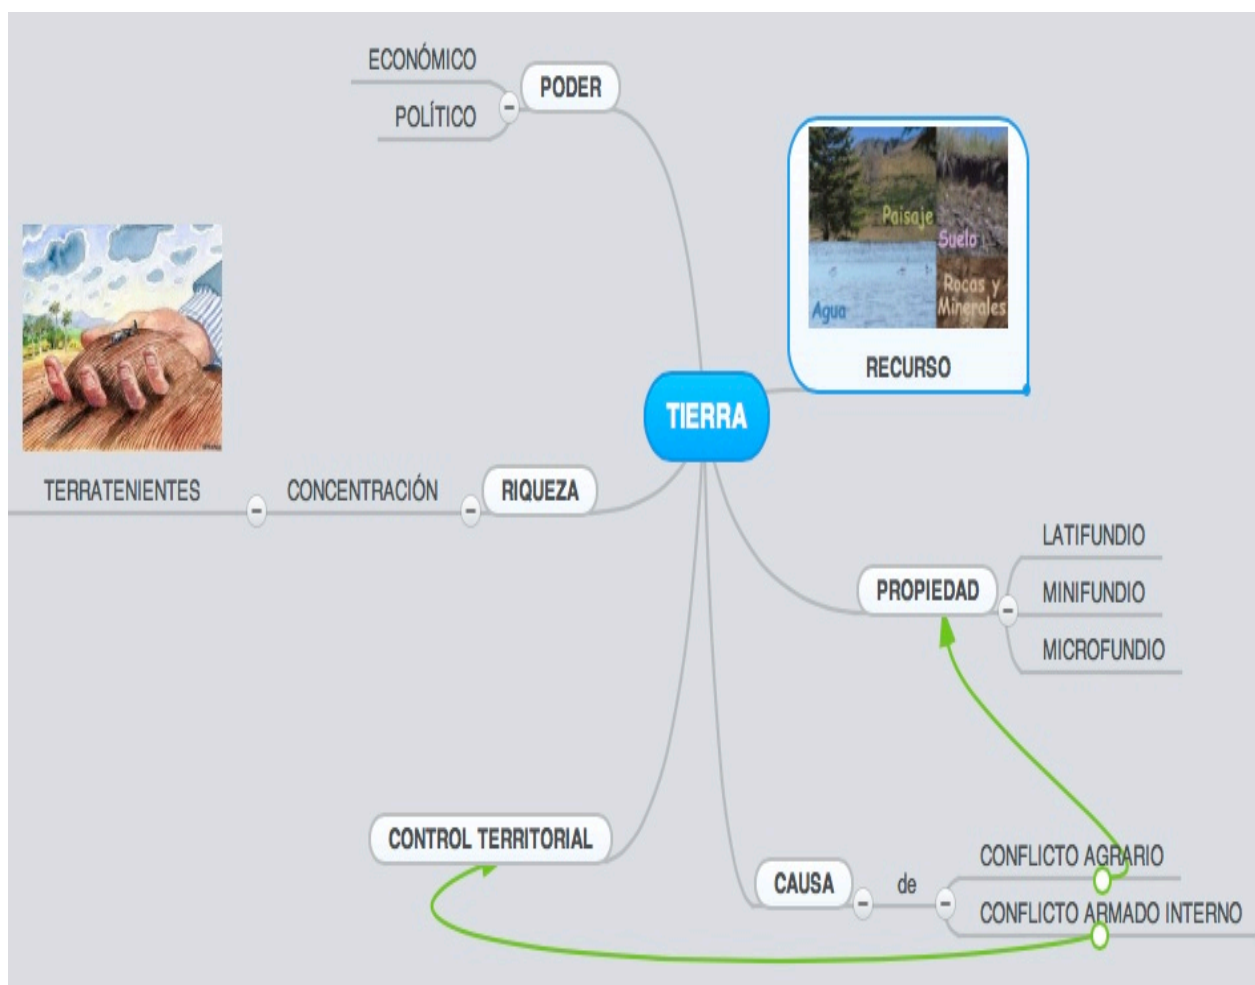 ECONÓMICO
POLÍTICO
PODER
Paisaje
Suelo
Agua
Rocas y
Minerales
RECURSO
TIERRA
TERRATENIENTES
CONCENTRACIÓN
RIQUEZA
PROPIEDAD
LATIFUNDIO
MINIFUNDIO
MICROFUNDIO
CONTROL TERRITORIAL
CAUSA
de
CONFLICTO AGRARIO
CONFLICTO ARMADO INTERNO